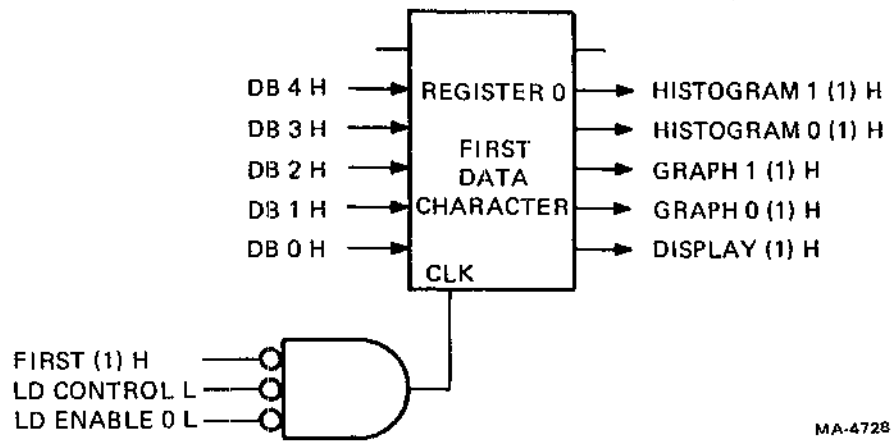 DB 4 H REGISTER 0 HISTOGRAM 1 (1) H
DB 3 H HISTOGRAM 0 (1) H
FIRST
DB 2 H DATA GRAPH 1 (1) H
DB 1 H CHARACTER GRAPH 0 (1) H
DB 0 H DISPLAY (1) H
CLK
FIRST (1) H
LD CONTROL L
LD ENABLE 0 L
MA-4728